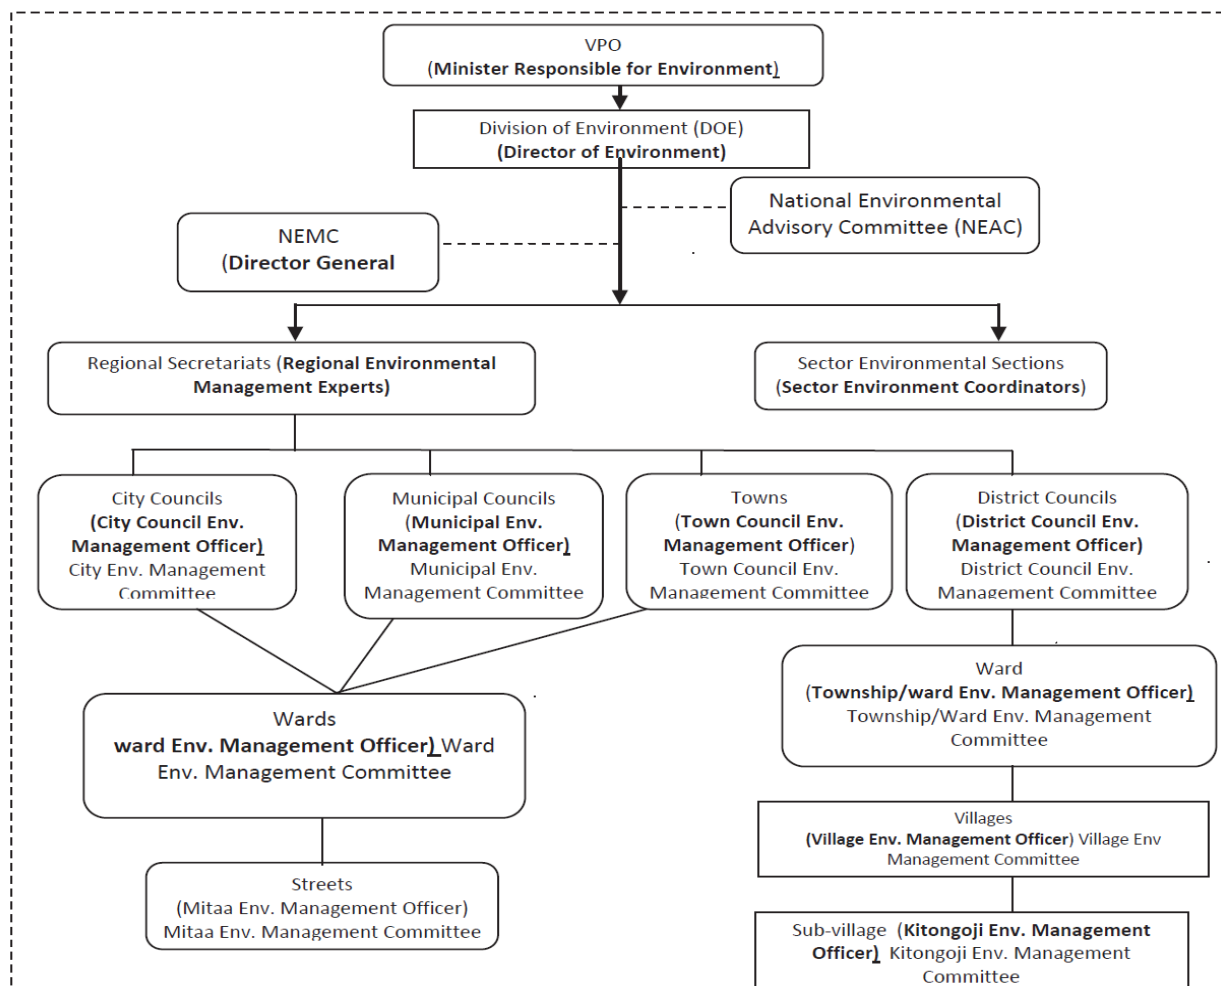 VPO
(Minister Responsible for Environment)
Division of Environment (DOE)
(Director of Environment)
National Environmental
Advisory Committee (NEAC)
NEMC
(Director General
Regional Secretariats (Regional Environmental
Management Experts)
Sector Environmental Sections
(Sector Environment Coordinators)
City Councils
(City Council Env.
Management Officer)
City Env. Management
Committee
Municipal Councils
(Municipal Env.
Management Officer)
Municipal Env.
Management Committee
Towns
(Town Council Env.
Management Officer)
Town Council Env.
Management Committee
District Councils
(District Council Env.
Management Officer)
District Council Env.
Management Committee
Wards
ward Env. Management Officer) Ward
Env. Management Committee
Ward
(Township/ward Env. Management Officer)
Township/Ward Env. Management
Committee
Villages
(Village Env. Management Officer) Village Env
Management Committee
Streets
(Mitaa Env. Management Officer)
Mitaa Env. Management Committee
Sub-village (Kitongoji Env. Management
Officer) Kitongoji Env. Management
Committee